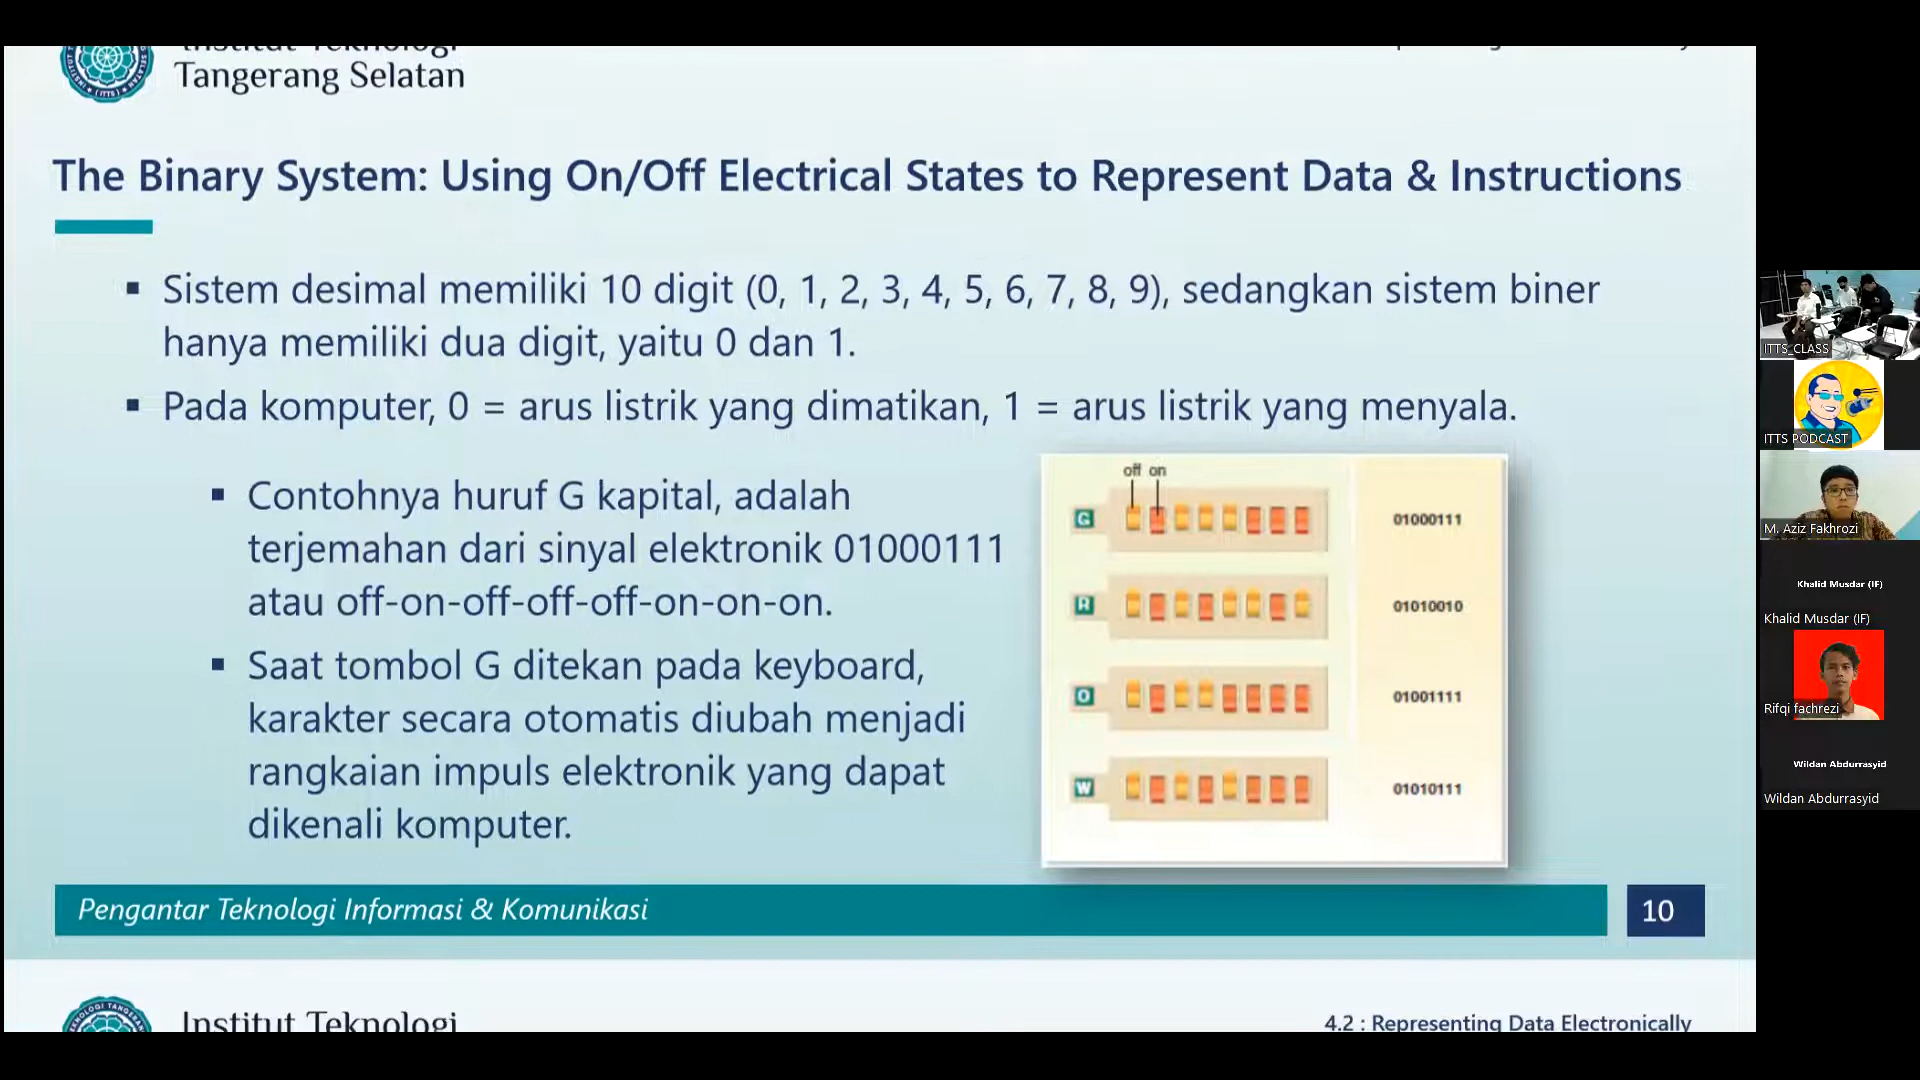 Institut Teknologi
Tangerang Selatan
The Binary System: Using On/Off Electrical States to Represent Data & Instructions
▪ Sistem desimal memiliki 10 digit (0, 1, 2, 3, 4, 5, 6, 7, 8, 9), sedangkan sistem biner
hanya memiliki dua digit, yaitu 0 dan 1.
▪ Pada komputer, 0 = arus listrik yang dimatikan, 1 = arus listrik yang menyala.
▪ Contohnya huruf G kapital, adalah
terjemahan dari sinyal elektronik 01000111
atau off-on-off-off-off-on-on-on.
▪ Saat tombol G ditekan pada keyboard,
karakter secara otomatis diubah menjadi
rangkaian impuls elektronik yang dapat
dikenali komputer.
off on
G 01000111
R 01010010
O 01001111
W 01010111
Pengantar Teknologi Informasi & Komunikasi
10
Institut Teknologi
4.2 : Representing Data Electronically
ITTS_CLASS
ITTS PODCAST
M. Aziz Fakhrozi
Khalid Musdar (IF)
Khalid Musdar (IF)
Rifqi fachrezi
Wildan Abdurrasyid
Wildan Abdurrasyid